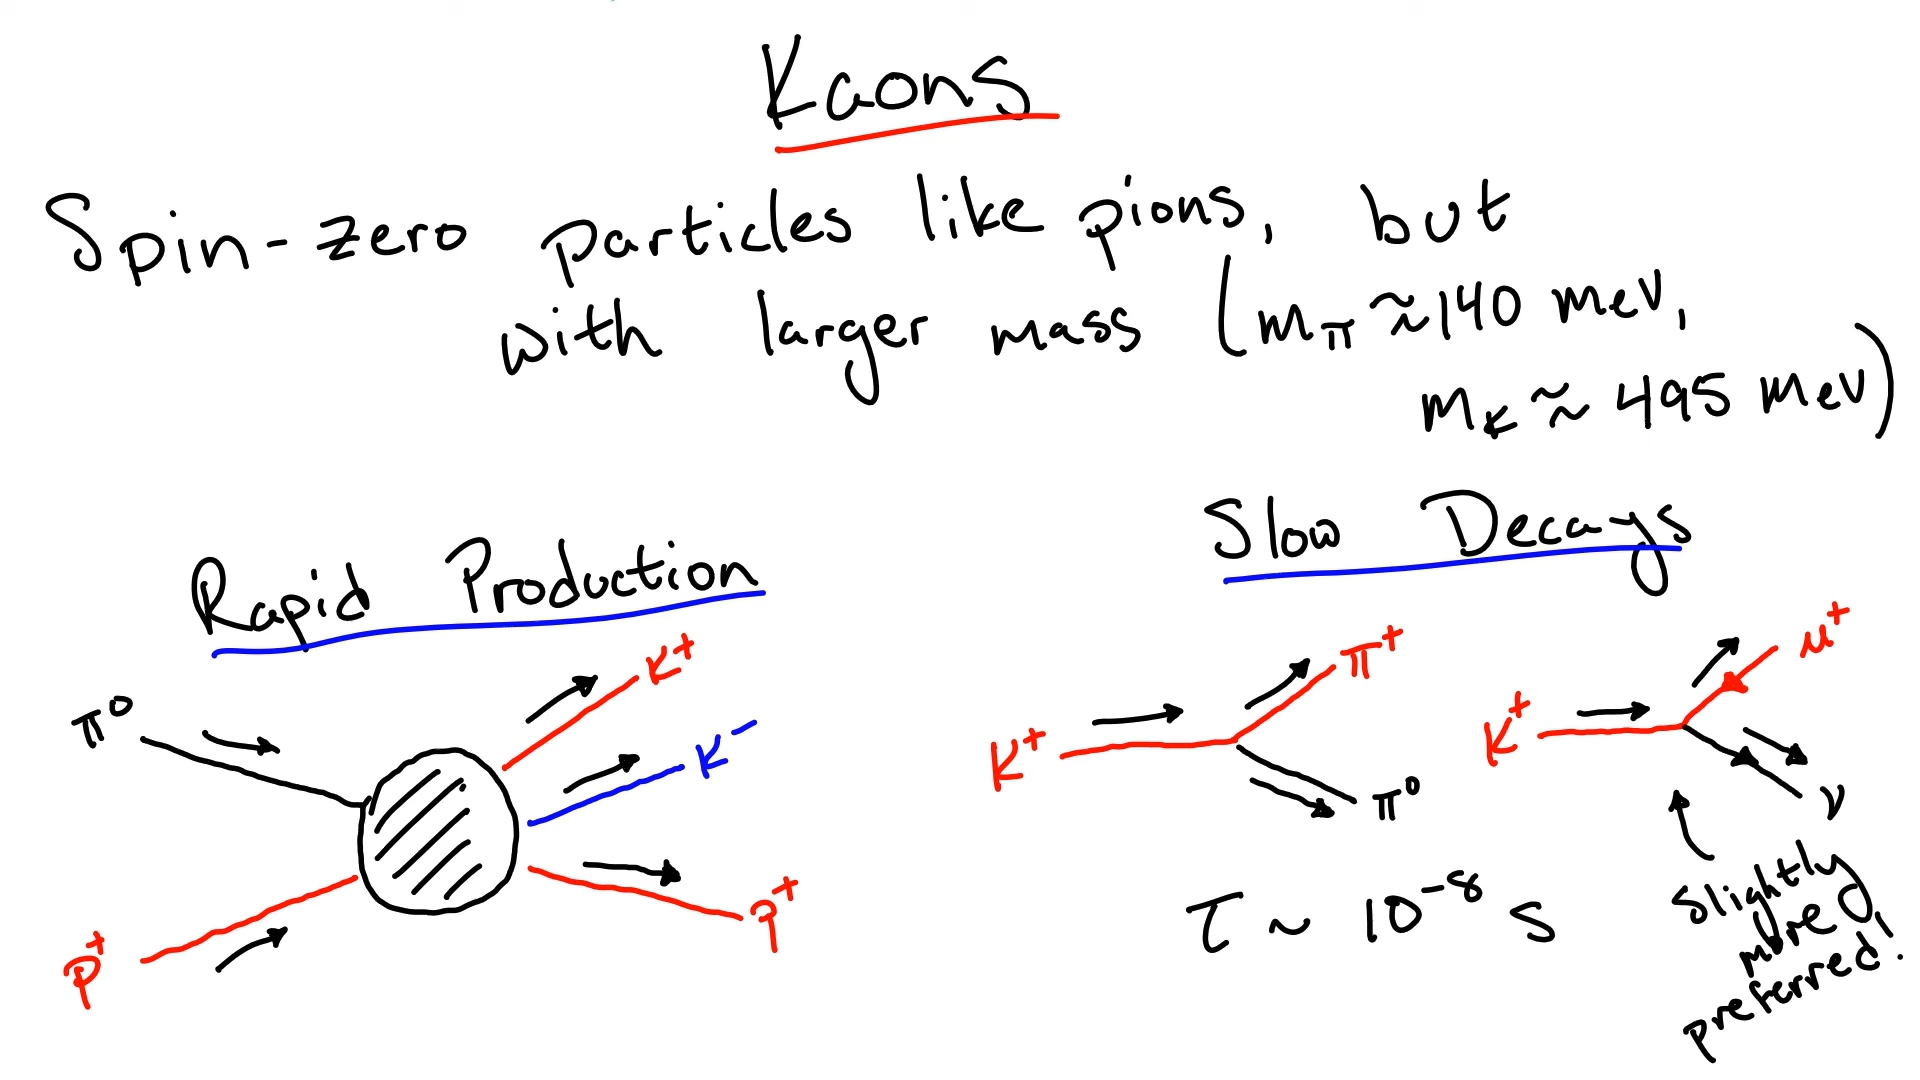 Kaons
Spin-zero particles like pions, but
with larger mass (mπ ≈ 140 MeV,
mK ≈ 495 MeV)
Rapid Production
π⁰
P⁺
K⁺
K⁻
P⁺
Slow Decays
K⁺
π⁺
π⁰
K⁺
μ⁺
ν
τ ~ 10⁻⁸ s
Slightly
more
preferred!